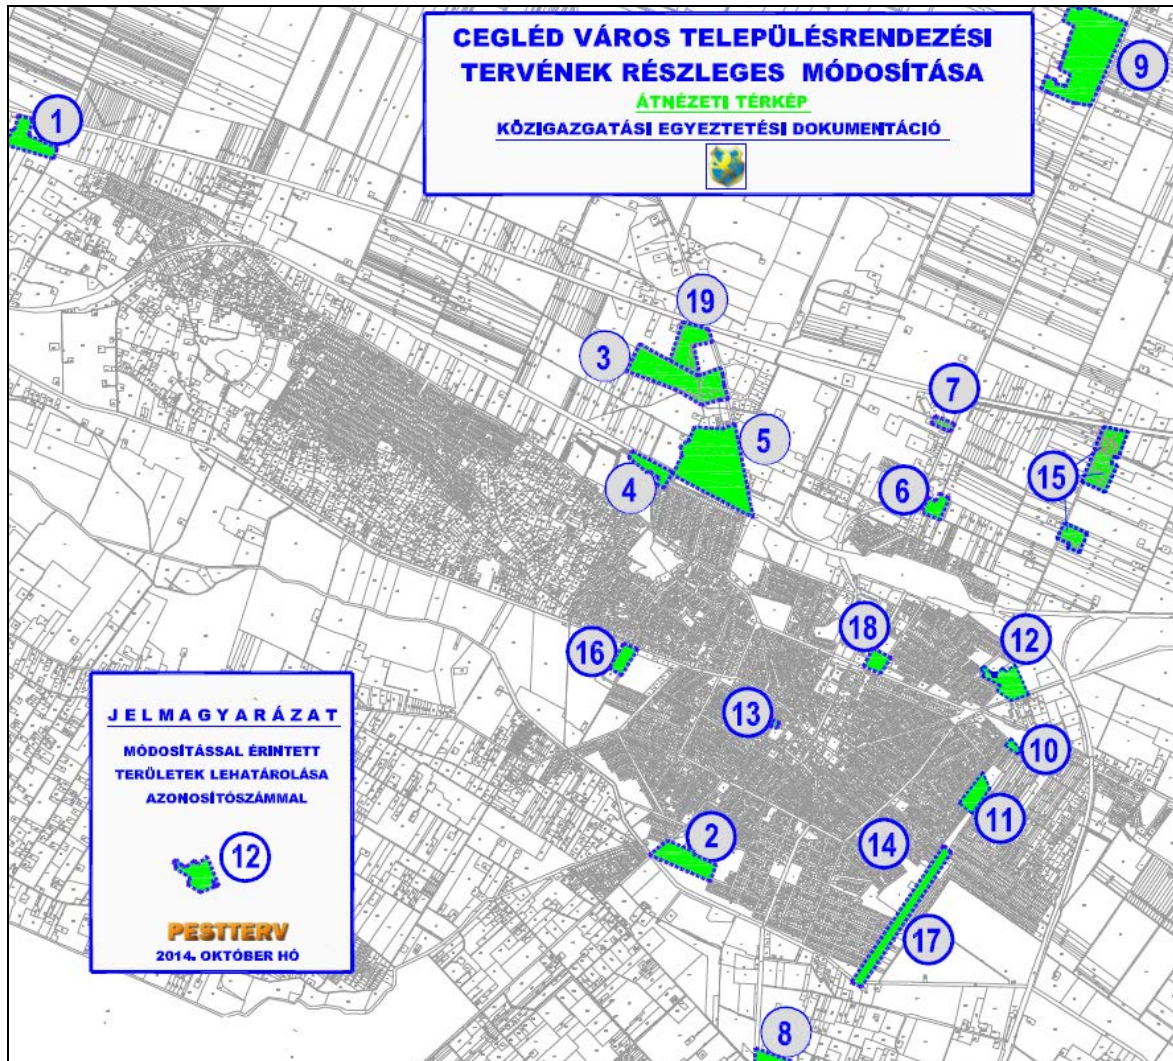 CEGLÉD VÁROS TELEPÜLÉSRENDEZÉSI
TERVÉNEK RÉSZLEGES MÓDOSÍTÁSA
ÁTNÉZETI TÉRKÉP
KÖZIGAZGATÁSI EGYEZTETÉSI DOKUMENTÁCIÓ
9
1
19
3
7
5
4
6
15
18
12
16
13
10
11
2
14
17
8
JELMAGYARÁZAT
MÓDOSÍTÁSSAL ÉRINTETT
TERÜLETEK LEHATÁROLÁSA
AZONOSÍTÓSZÁMMAL
12
PESTTERV
2014. OKTÓBER HÓ